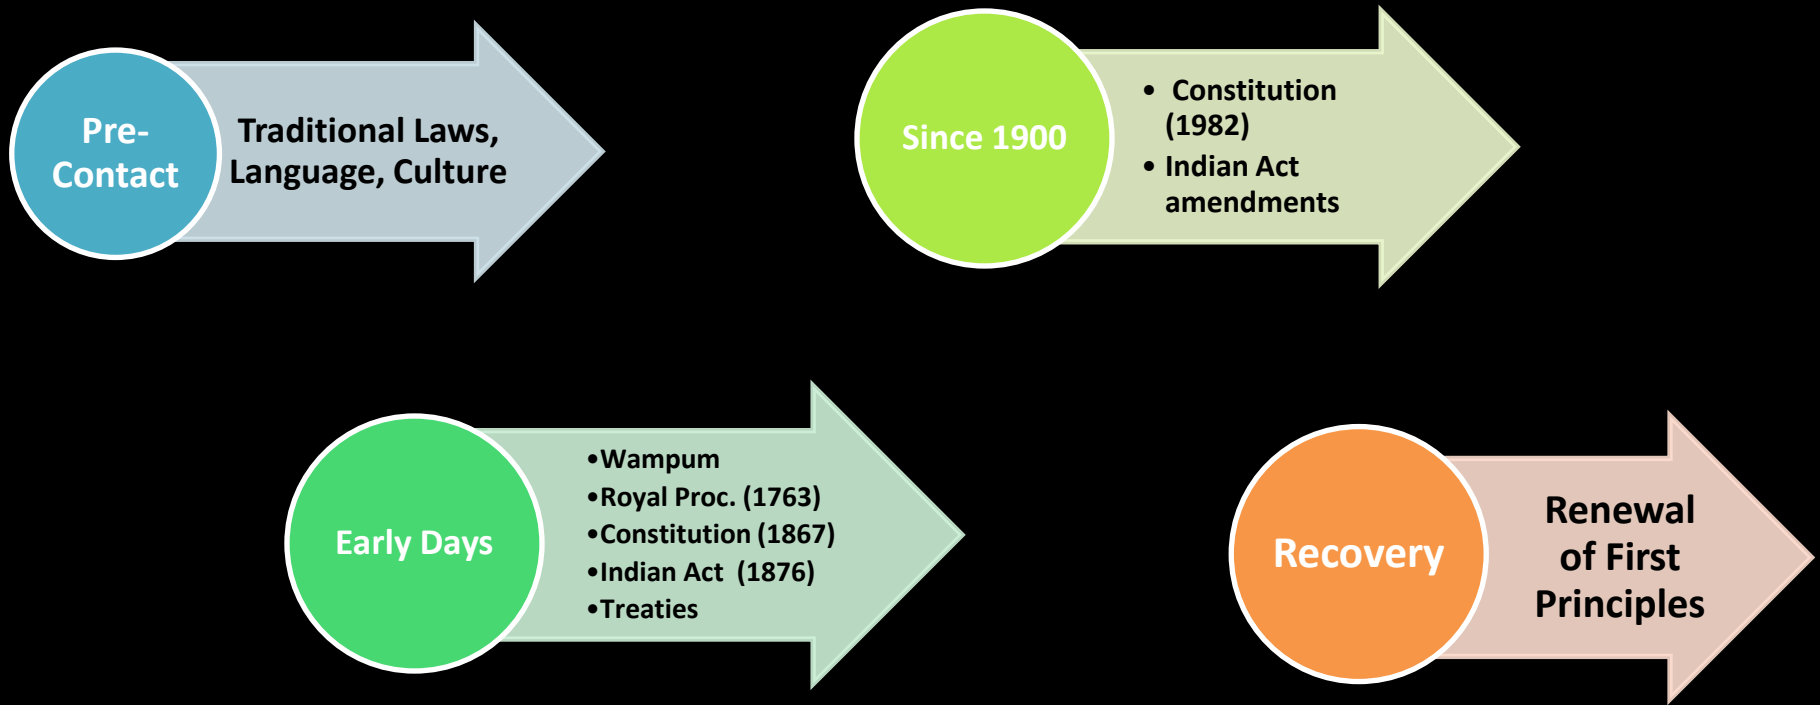 Pre-
Contact
Traditional Laws,
Language, Culture
Early Days
•Wampum
•Royal Proc. (1763)
•Constitution (1867)
•Indian Act (1876)
•Treaties
Since 1900
• Constitution
(1982)
• Indian Act
amendments
Recovery
Renewal
of First
Principles